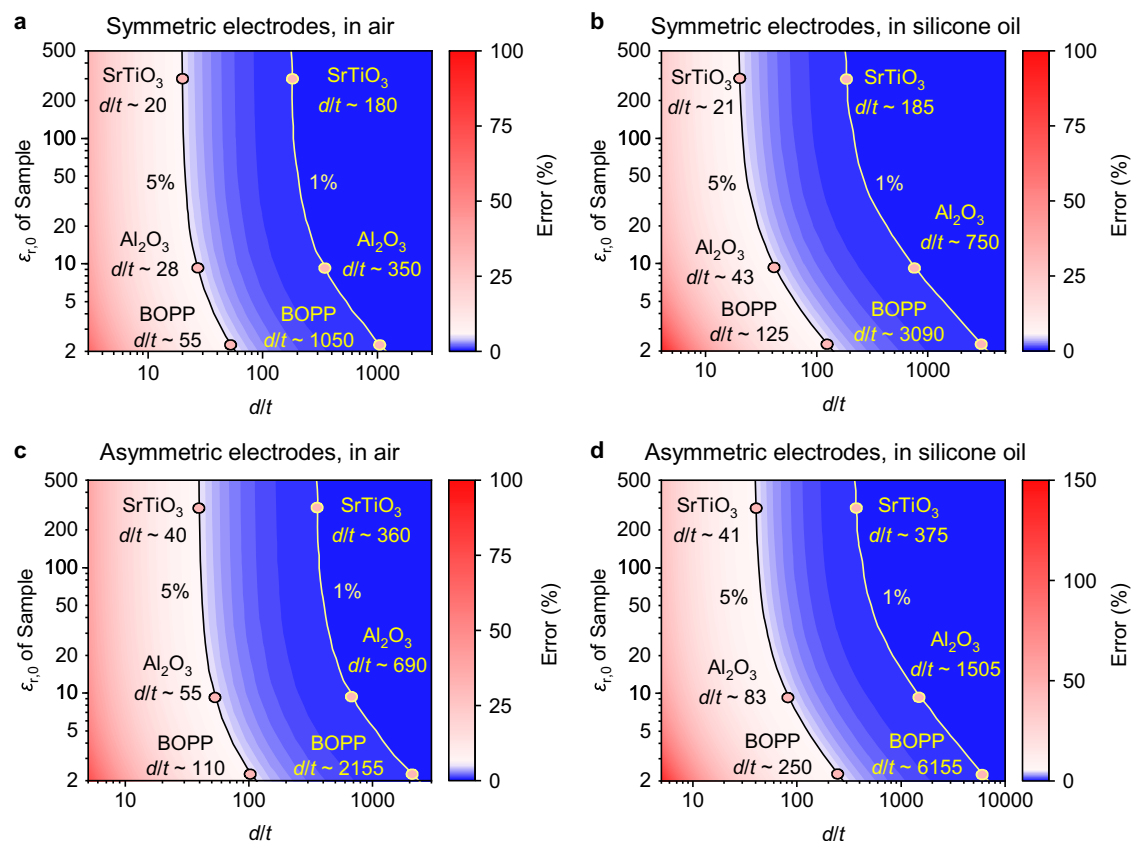 a
Symmetric electrodes, in air
500
200
100
50
20
10
5
2
εr,0 of Sample
SrTiO3
d/t ~ 20
SrTiO3
d/t ~ 180
5%
1%
Al2O3
d/t ~ 28
Al2O3
d/t ~ 350
BOPP
d/t ~ 55
BOPP
d/t ~ 1050
10
100
1000
d/t
100
75
50
25
0
Error (%)
b
Symmetric electrodes, in silicone oil
500
200
100
50
20
10
5
2
εr,0 of Sample
SrTiO3
d/t ~ 21
SrTiO3
d/t ~ 185
5%
1%
Al2O3
d/t ~ 43
Al2O3
d/t ~ 750
BOPP
d/t ~ 125
BOPP
d/t ~ 3090
10
100
1000
d/t
100
75
50
25
0
Error (%)
c
Asymmetric electrodes, in air
500
200
100
50
20
10
5
2
εr,0 of Sample
SrTiO3
d/t ~ 40
SrTiO3
d/t ~ 360
5%
1%
Al2O3
d/t ~ 55
Al2O3
d/t ~ 690
BOPP
d/t ~ 110
BOPP
d/t ~ 2155
10
100
1000
d/t
100
75
50
25
0
Error (%)
d
Asymmetric electrodes, in silicone oil
500
200
100
50
20
10
5
2
εr,0 of Sample
SrTiO3
d/t ~ 41
SrTiO3
d/t ~ 375
5%
1%
Al2O3
d/t ~ 83
Al2O3
d/t ~ 1505
BOPP
d/t ~ 250
BOPP
d/t ~ 6155
10
100
1000
10000
d/t
150
100
50
0
Error (%)